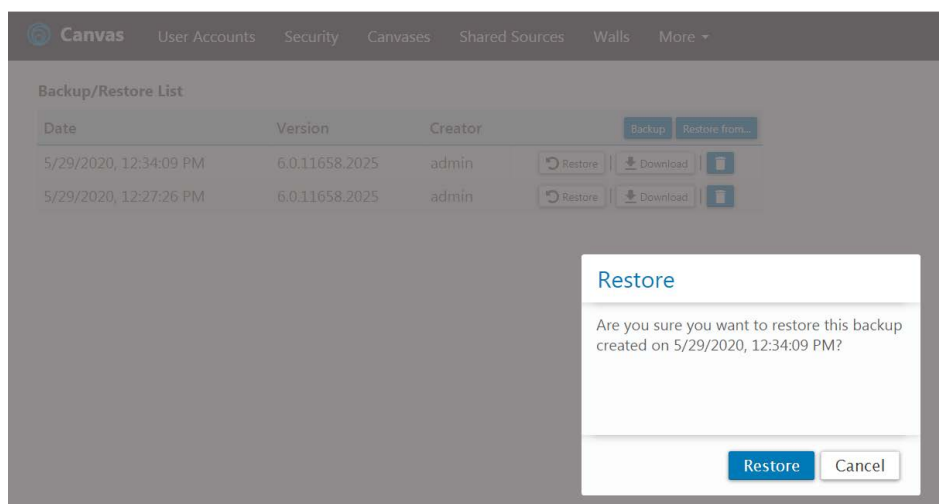 Canvas User Accounts Security Canvases Shared Sources Walls More
Backup/Restore List
Date Version Creator Backup Restore from...
5/29/2020, 12:34:09 PM 6.0.11658.2025 admin Restore | Download |
5/29/2020, 12:27:26 PM 6.0.11658.2025 admin Restore | Download |
Restore
Are you sure you want to restore this backup
created on 5/29/2020, 12:34:09 PM?
Restore Cancel